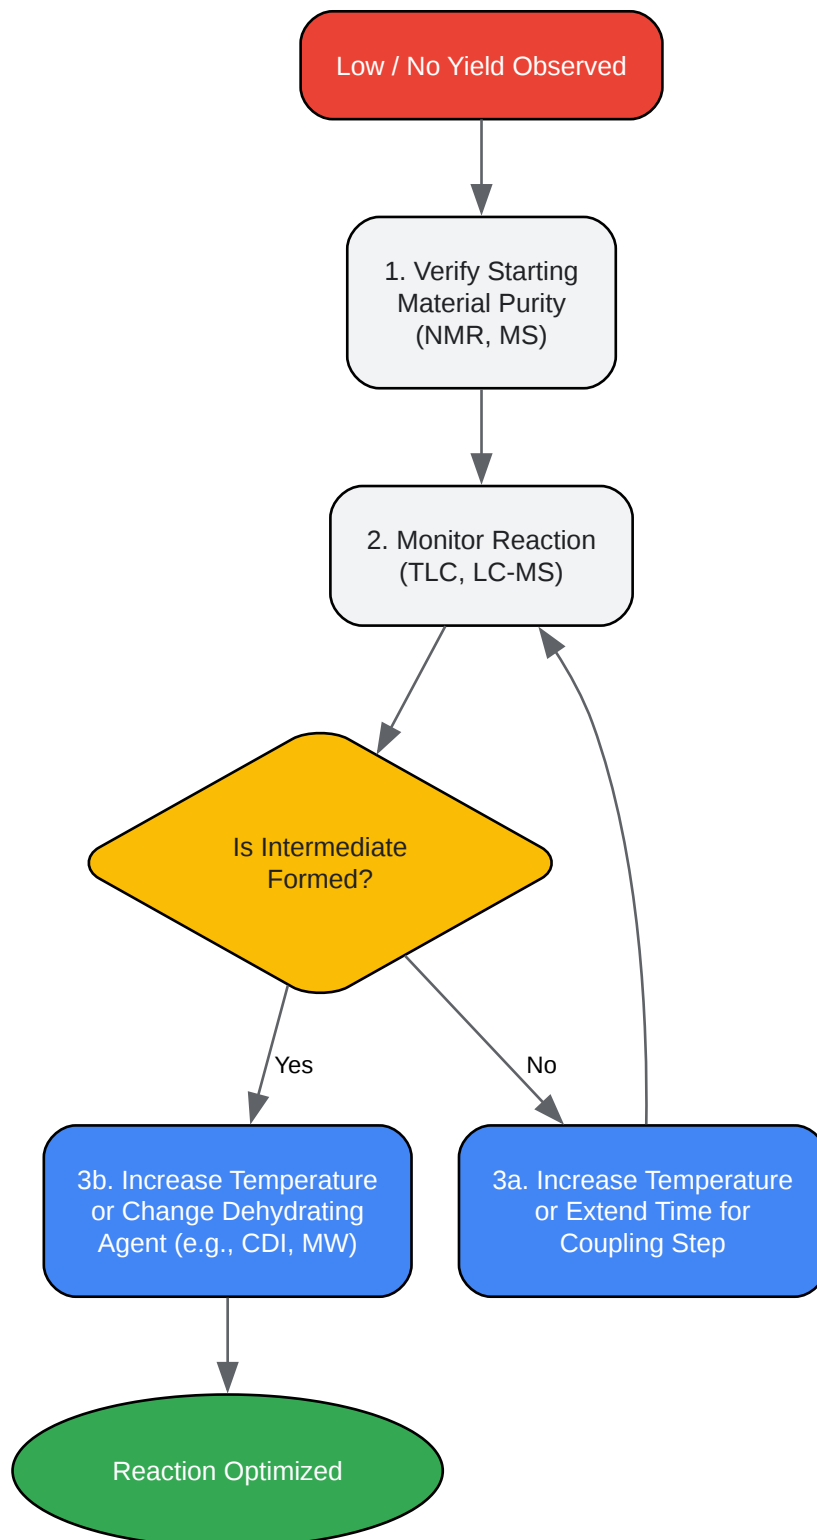 Low / No Yield Observed
1. Verify Starting
Material Purity
(NMR, MS)
2. Monitor Reaction
(TLC, LC-MS)
Is Intermediate
Formed?
Yes
No
3b. Increase Temperature
or Change Dehydrating
Agent (e.g., CDI, MW)
3a. Increase Temperature
or Extend Time for
Coupling Step
Reaction Optimized